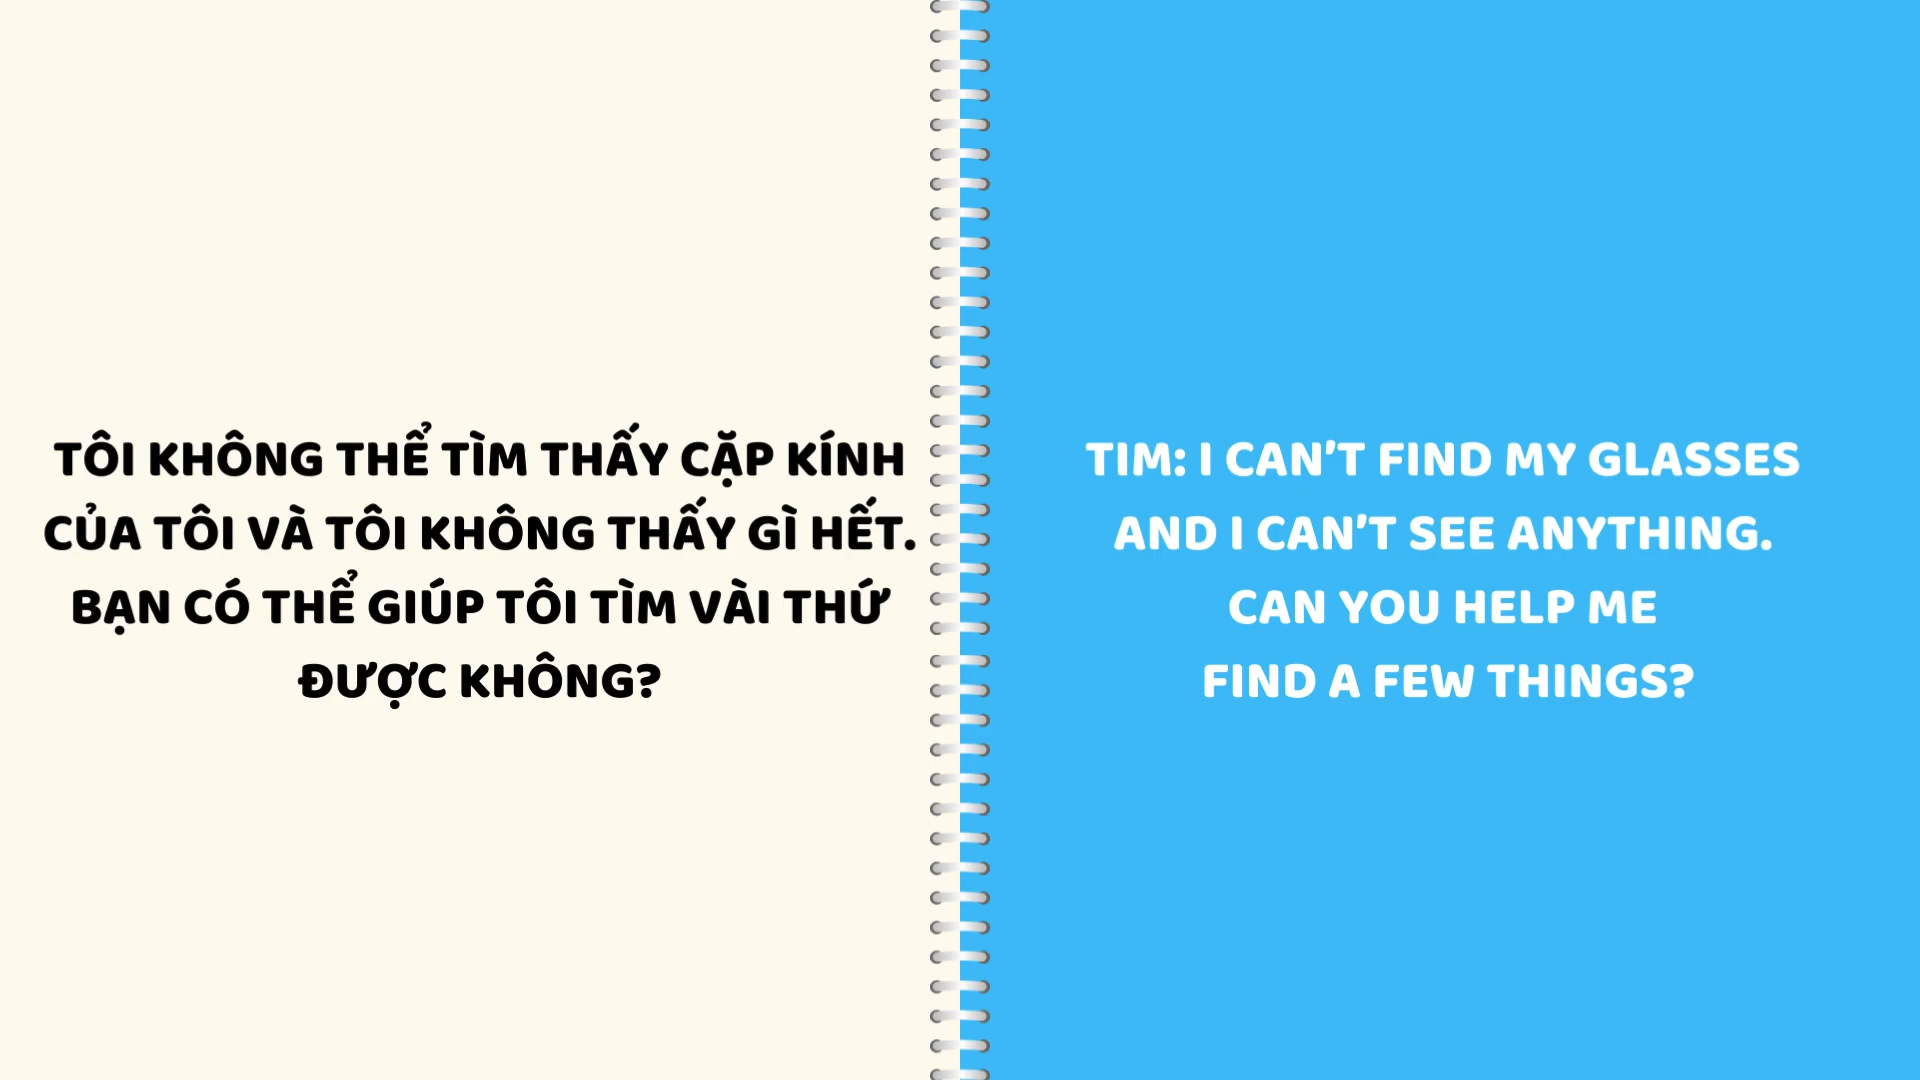 TÔI KHÔNG THỂ TÌM THẤY CẶP KÍNH
CỦA TÔI VÀ TÔI KHÔNG THẤY GÌ HẾT.
BẠN CÓ THỂ GIÚP TÔI TÌM VÀI THỨ
ĐƯỢC KHÔNG?
TIM: I CAN'T FIND MY GLASSES
AND I CAN'T SEE ANYTHING.
CAN YOU HELP ME
FIND A FEW THINGS?